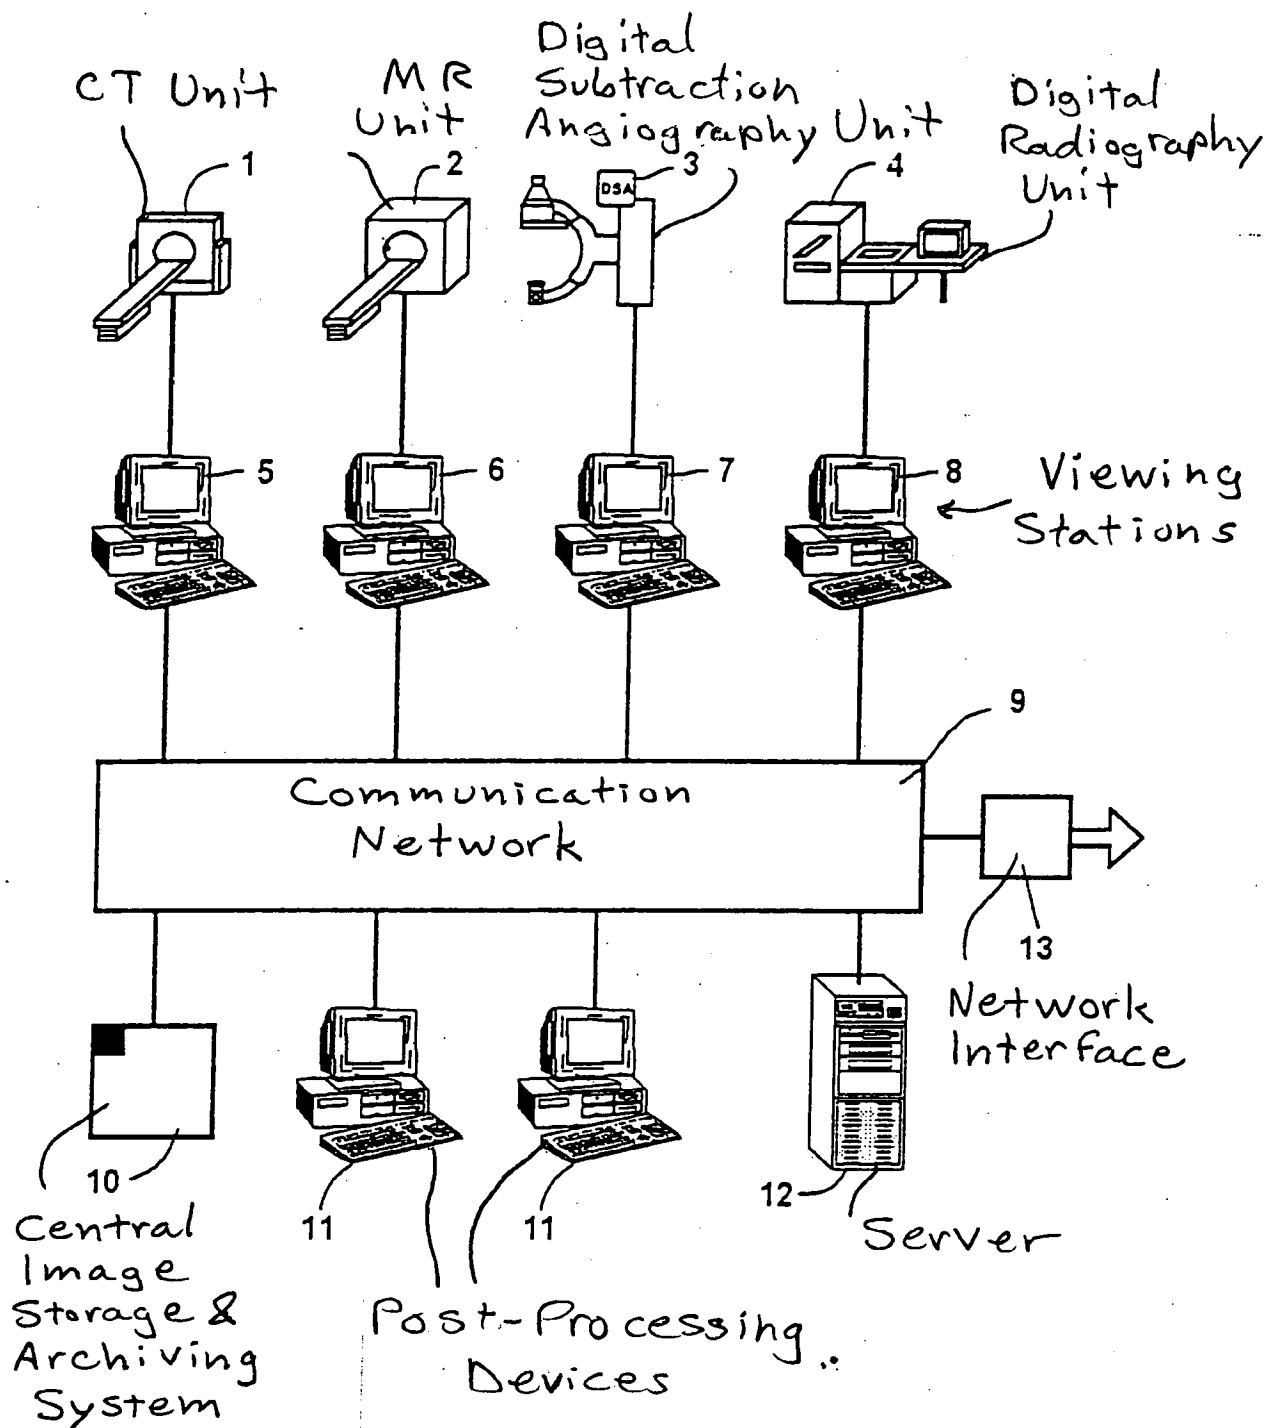 CT Unit
MR
Unit
Digital
Subtraction
Angiography Unit
Digital
Radiography
Unit
1
2
3
DSA
4
5
6
7
8
Viewing
Stations
9
Communication
Network
13
Network
Interface
10
Central
Image
Storage &
Archiving
System
11
11
Post-Processing
Devices
12
Server